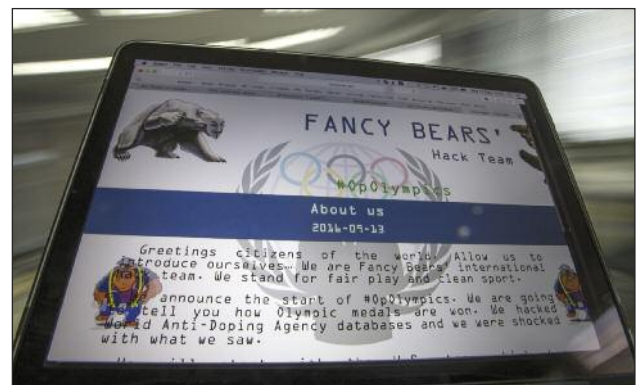 FANCY BEARS'
Hack Team
#OpOlympics
About us
2016-09-13
Greetings citizens of the world. Allow us to
introduce ourselves… We are Fancy Bears' international
team. We stand for fair play and clean sport.
announce the start of #OpOlympics. We are going
to tell you how Olympic medals are won. We hacked
World Anti-Doping Agency databases and we were shocked
with what we saw.